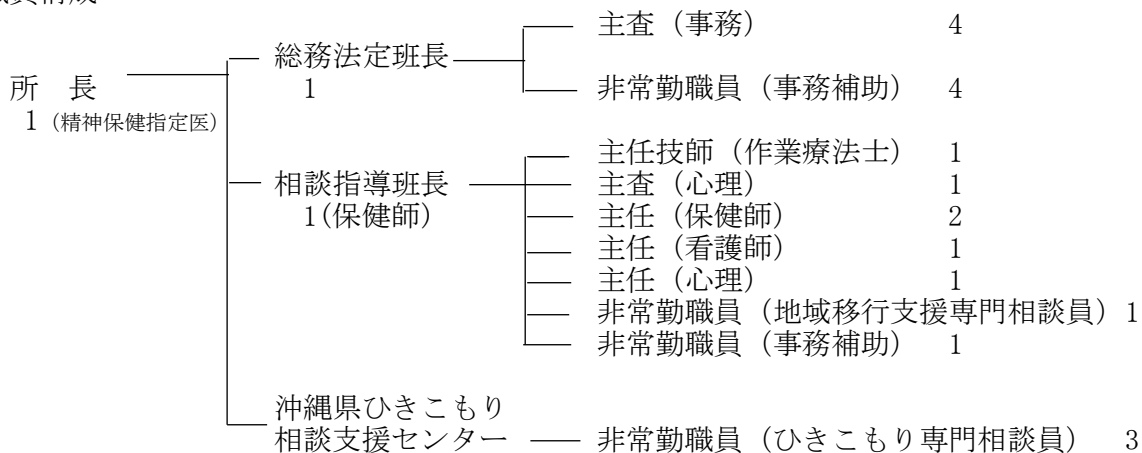 主査（事務） 4
総務法定班長
1
所 長
1（精神保健指定医）
非常勤職員（事務補助） 4
主任技師（作業療法士） 1
相談指導班長
1(保健師)
主査（心理） 1
主任（保健師） 2
主任（看護師） 1
主任（心理） 1
非常勤職員（地域移行支援専門相談員） 1
非常勤職員（事務補助） 1
沖縄県ひきこもり
相談支援センター
非常勤職員（ひきこもり専門相談員） 3